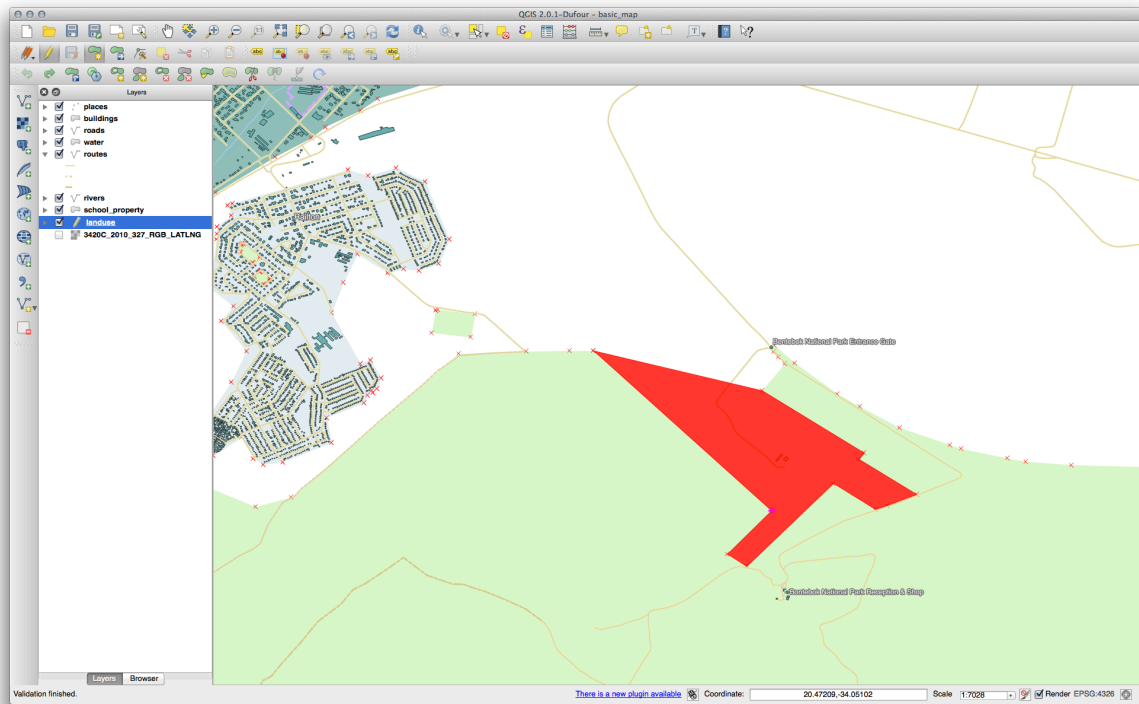 QGIS 2.0.1-Dufour - basic_map
Layers
places
buildings
roads
water
routes
rivers
school_property
landuse
3420C_2010_327_RGB_LATLNG
Railton
Bontebok National Park Entrance Gate
Bontebok National Park Reception & Shop
Layers
Browser
Validation finished.
There is a new plugin available
Coordinate:
20.47209,-34.05102
Scale
1:7028
Render
EPSG:4326